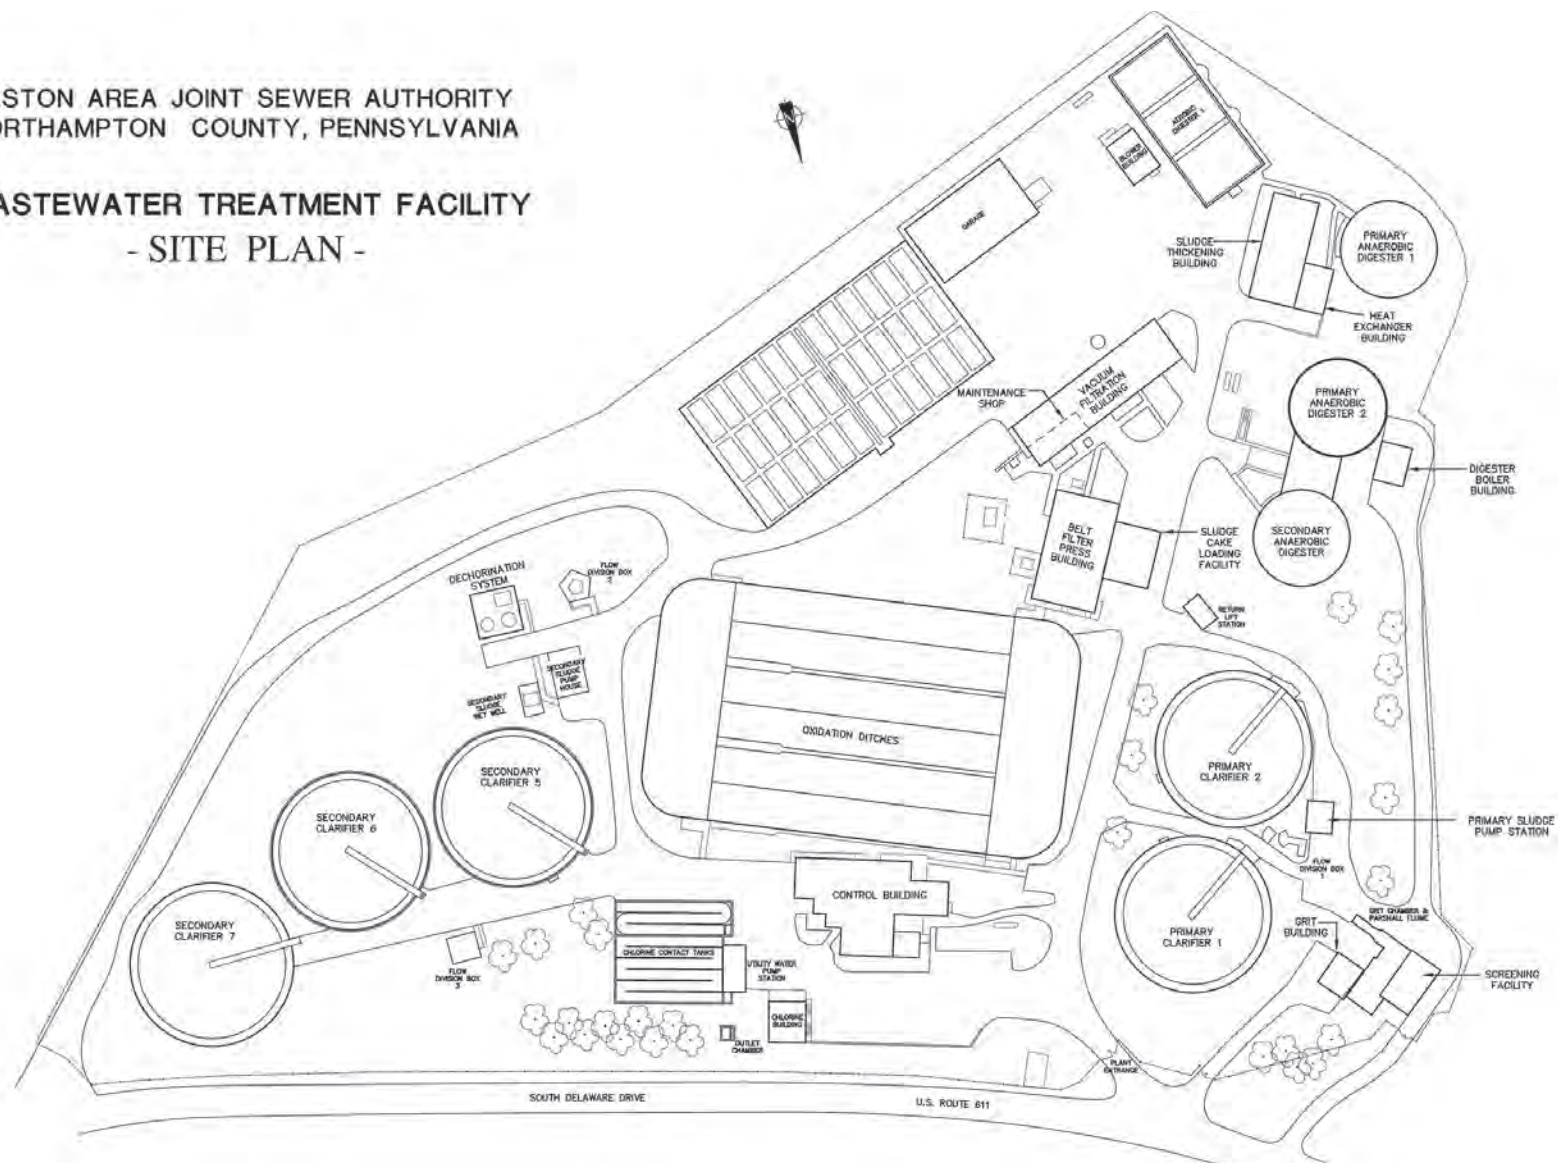 STON AREA JOINT SEWER AUTHORITY
ORTHAMPTON COUNTY, PENNSYLVANIA
ASTEWATER TREATMENT FACILITY
- SITE PLAN -
AEROBIC
DIGESTER 1
BLOWER
BUILDING
GARAGE
SLUDGE
THICKENING
BUILDING
PRIMARY
ANAEROBIC
DIGESTER 1
HEAT
EXCHANGER
BUILDING
MAINTENANCE
SHOP
VACUUM
FILTRATION
BUILDING
PRIMARY
ANAEROBIC
DIGESTER 2
DIGESTER
BOILER
BUILDING
BELT
FILTER
PRESS
BUILDING
SLUDGE
CAKE
LOADING
FACILITY
SECONDARY
ANAEROBIC
DIGESTER
RETURN
LIFT
STATION
DECHORINATION
SYSTEM
FLOW
DIVISION BOX
2
SECONDARY
SLUDGE
PUMP
HOUSE
SECONDARY
SLUDGE
WET WELL
OXIDATION DITCHES
SECONDARY
CLARIFIER 5
SECONDARY
CLARIFIER 6
SECONDARY
CLARIFIER 7
PRIMARY
CLARIFIER 2
PRIMARY SLUDGE
PUMP STATION
FLOW
DIVISION BOX
1
CONTROL BUILDING
PRIMARY
CLARIFIER 1
GRIT
BUILDING
GRIT CHAMBER &
PARSHALL FLUME
SCREENING
FACILITY
FLOW
DIVISION BOX
3
CHLORINE CONTACT TANKS
UTILITY WATER
PUMP
STATION
CHLORINE
BUILDING
OUTLET
CHAMBER
PLANT
ENTRANCE
SOUTH DELAWARE DRIVE
U.S. ROUTE 611